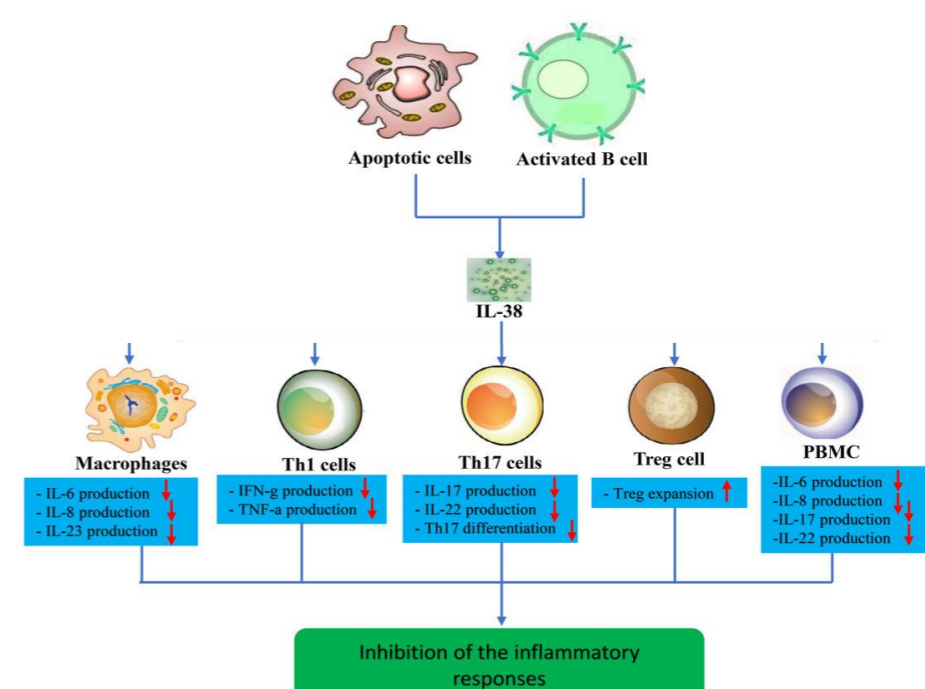 Apoptotic cells
Activated B cell
IL-38
Macrophages
- IL-6 production
- IL-8 production
- IL-23 production
Th1 cells
- IFN-g production
- TNF-a production
Th17 cells
- IL-17 production
- IL-22 production
- Th17 differentiation
Treg cell
- Treg expansion
PBMC
-IL-6 production
-IL-8 production
-IL-17 production
-IL-22 production
Inhibition of the inflammatory
responses